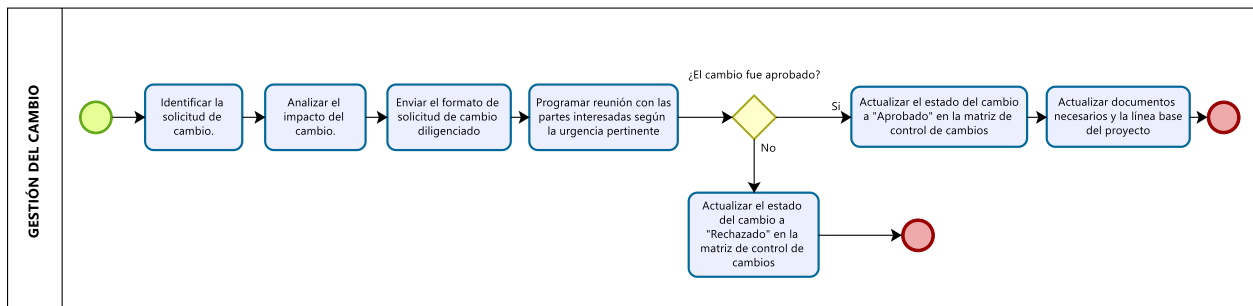 GESTIÓN DEL CAMBIO
Identificar la
solicitud de
cambio.
Analizar el
impacto del
cambio.
Enviar el formato de
solicitud de cambio
diligenciado
Programar reunión con las
partes interesadas según
la urgencia pertinente
¿El cambio fue aprobado?
Si
Actualizar el estado del cambio
a "Aprobado" en la matriz de
control de cambios
Actualizar documentos
necesarios y la línea base
del proyecto
No
Actualizar el estado
del cambio a
"Rechazado" en la
matriz de control de
cambios